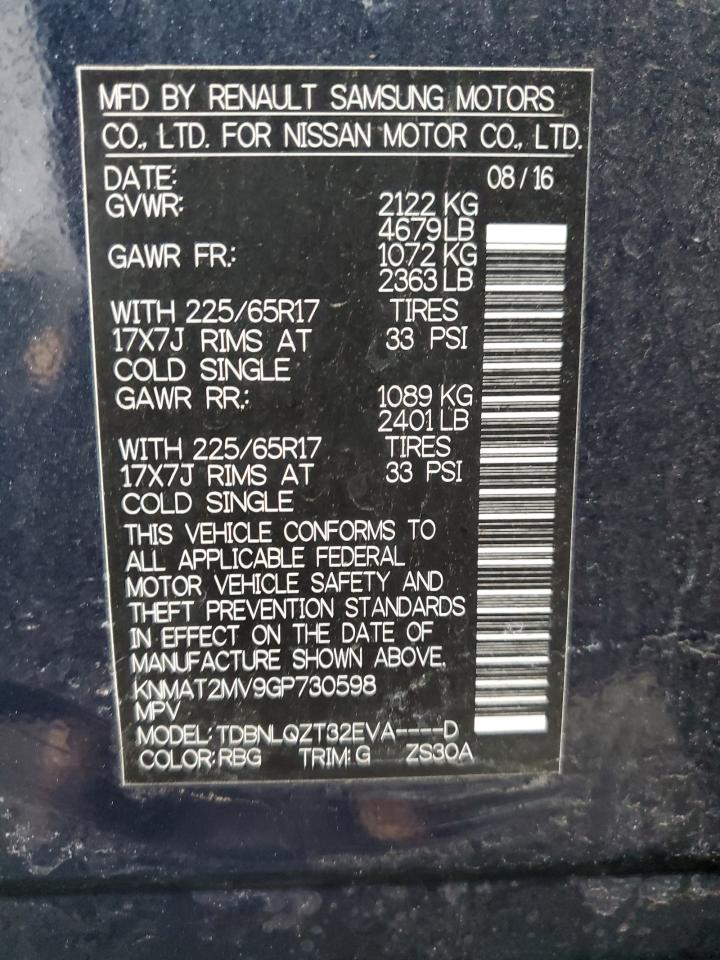 MFD BY RENAULT SAMSUNG MOTORS
CO., LTD. FOR NISSAN MOTOR CO., LTD.
DATE: 08/16
GVWR: 2122 KG
4679 LB
GAWR FR.: 1072 KG
2363 LB
WITH 225/65R17 TIRES
17X7J RIMS AT 33 PSI
COLD SINGLE
GAWR RR.: 1089 KG
2401 LB
WITH 225/65R17 TIRES
17X7J RIMS AT 33 PSI
COLD SINGLE
THIS VEHICLE CONFORMS TO
ALL APPLICABLE FEDERAL
MOTOR VEHICLE SAFETY AND
THEFT PREVENTION STANDARDS
IN EFFECT ON THE DATE OF
MANUFACTURE SHOWN ABOVE.
KNMAT2MV9GP730598
MPV
MODEL: TDBNLQZT32EVA----D
COLOR: RBG TRIM: G ZS30A